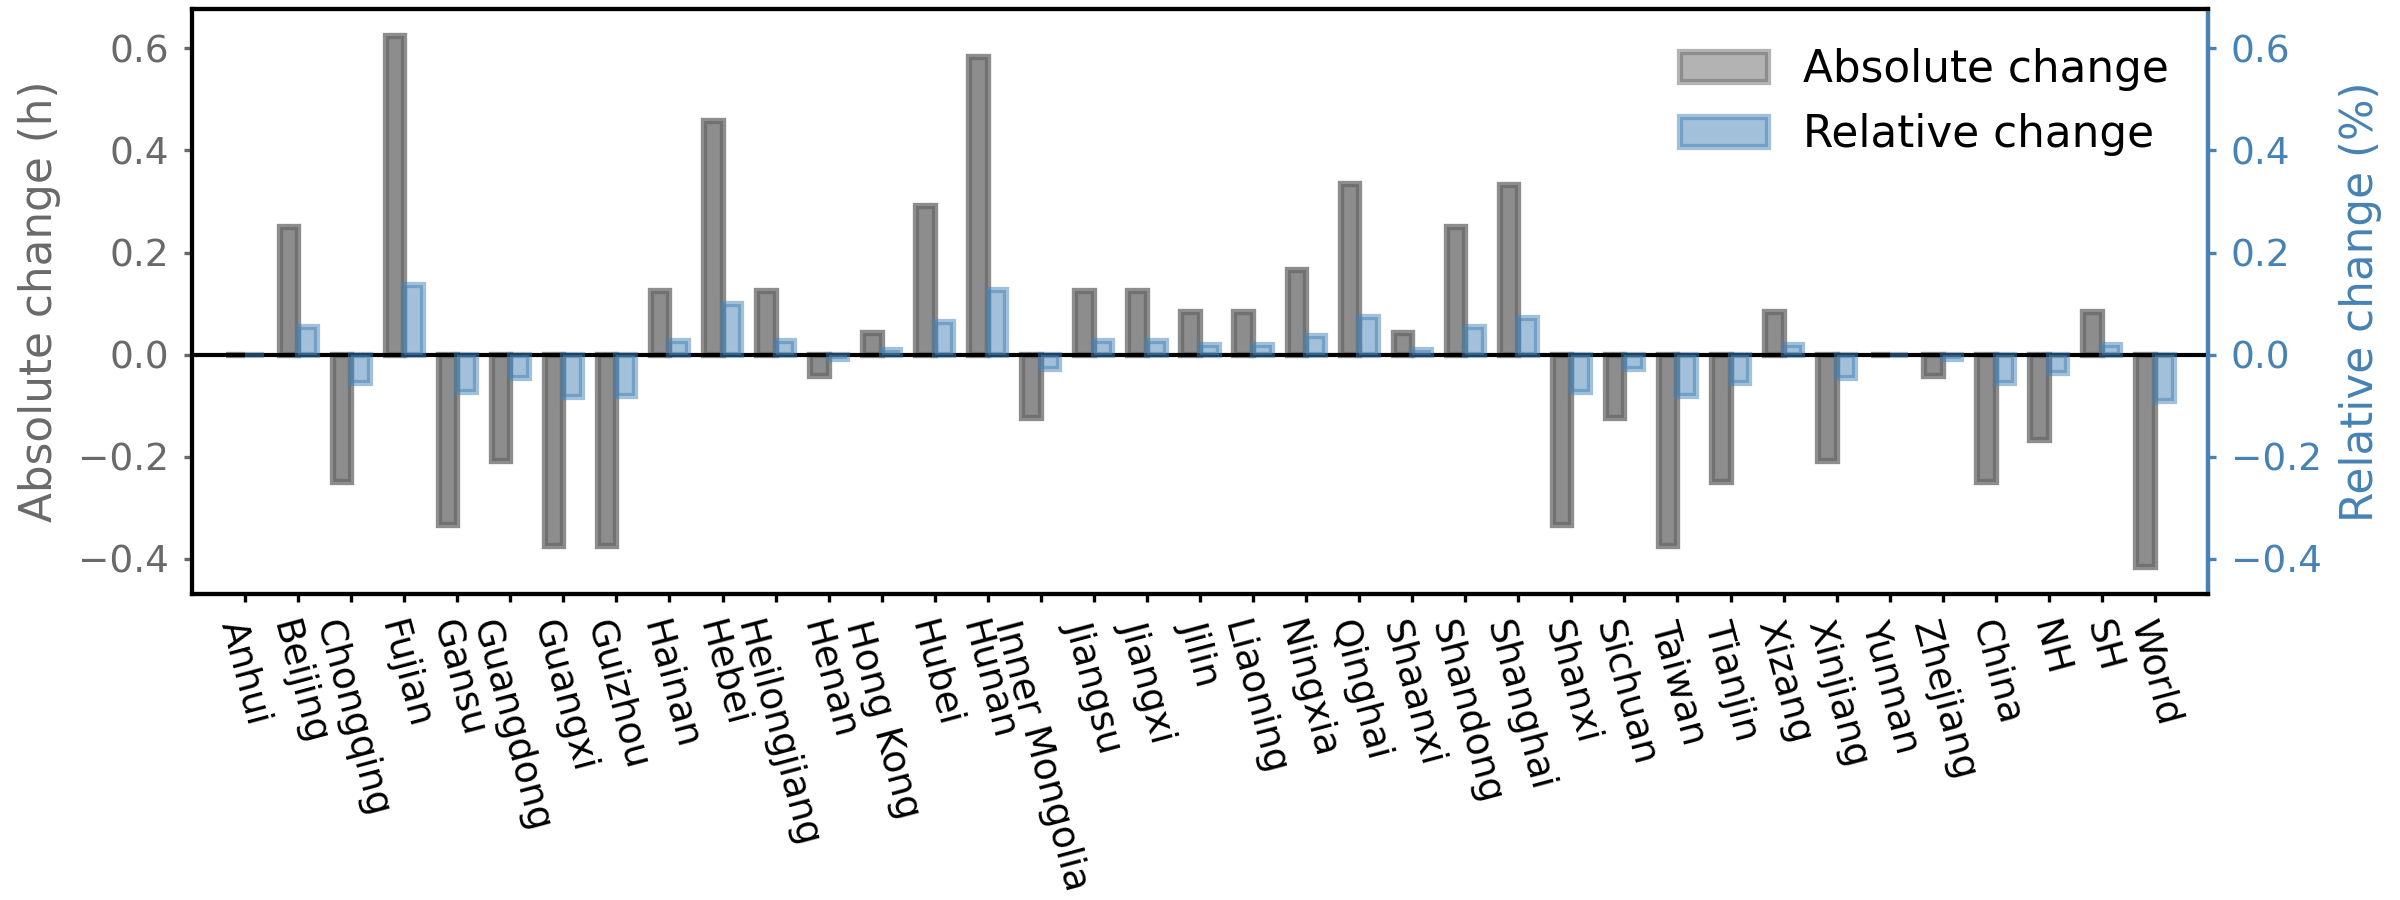 Absolute change (h)
0.6
0.4
0.2
0.0
−0.2
−0.4
Absolute change
Relative change
0.6
0.4
0.2
0.0
−0.2
−0.4
Relative change (%)
Anhui
Beijing
Chongqing
Fujian
Gansu
Guangdong
Guangxi
Guizhou
Hainan
Hebei
Heilongjiang
Henan
Hong Kong
Hubei
Hunan
Inner Mongolia
Jiangsu
Jiangxi
Jilin
Liaoning
Ningxia
Qinghai
Shaanxi
Shandong
Shanghai
Shanxi
Sichuan
Taiwan
Tianjin
Xizang
Xinjiang
Yunnan
Zhejiang
China
NH
SH
World